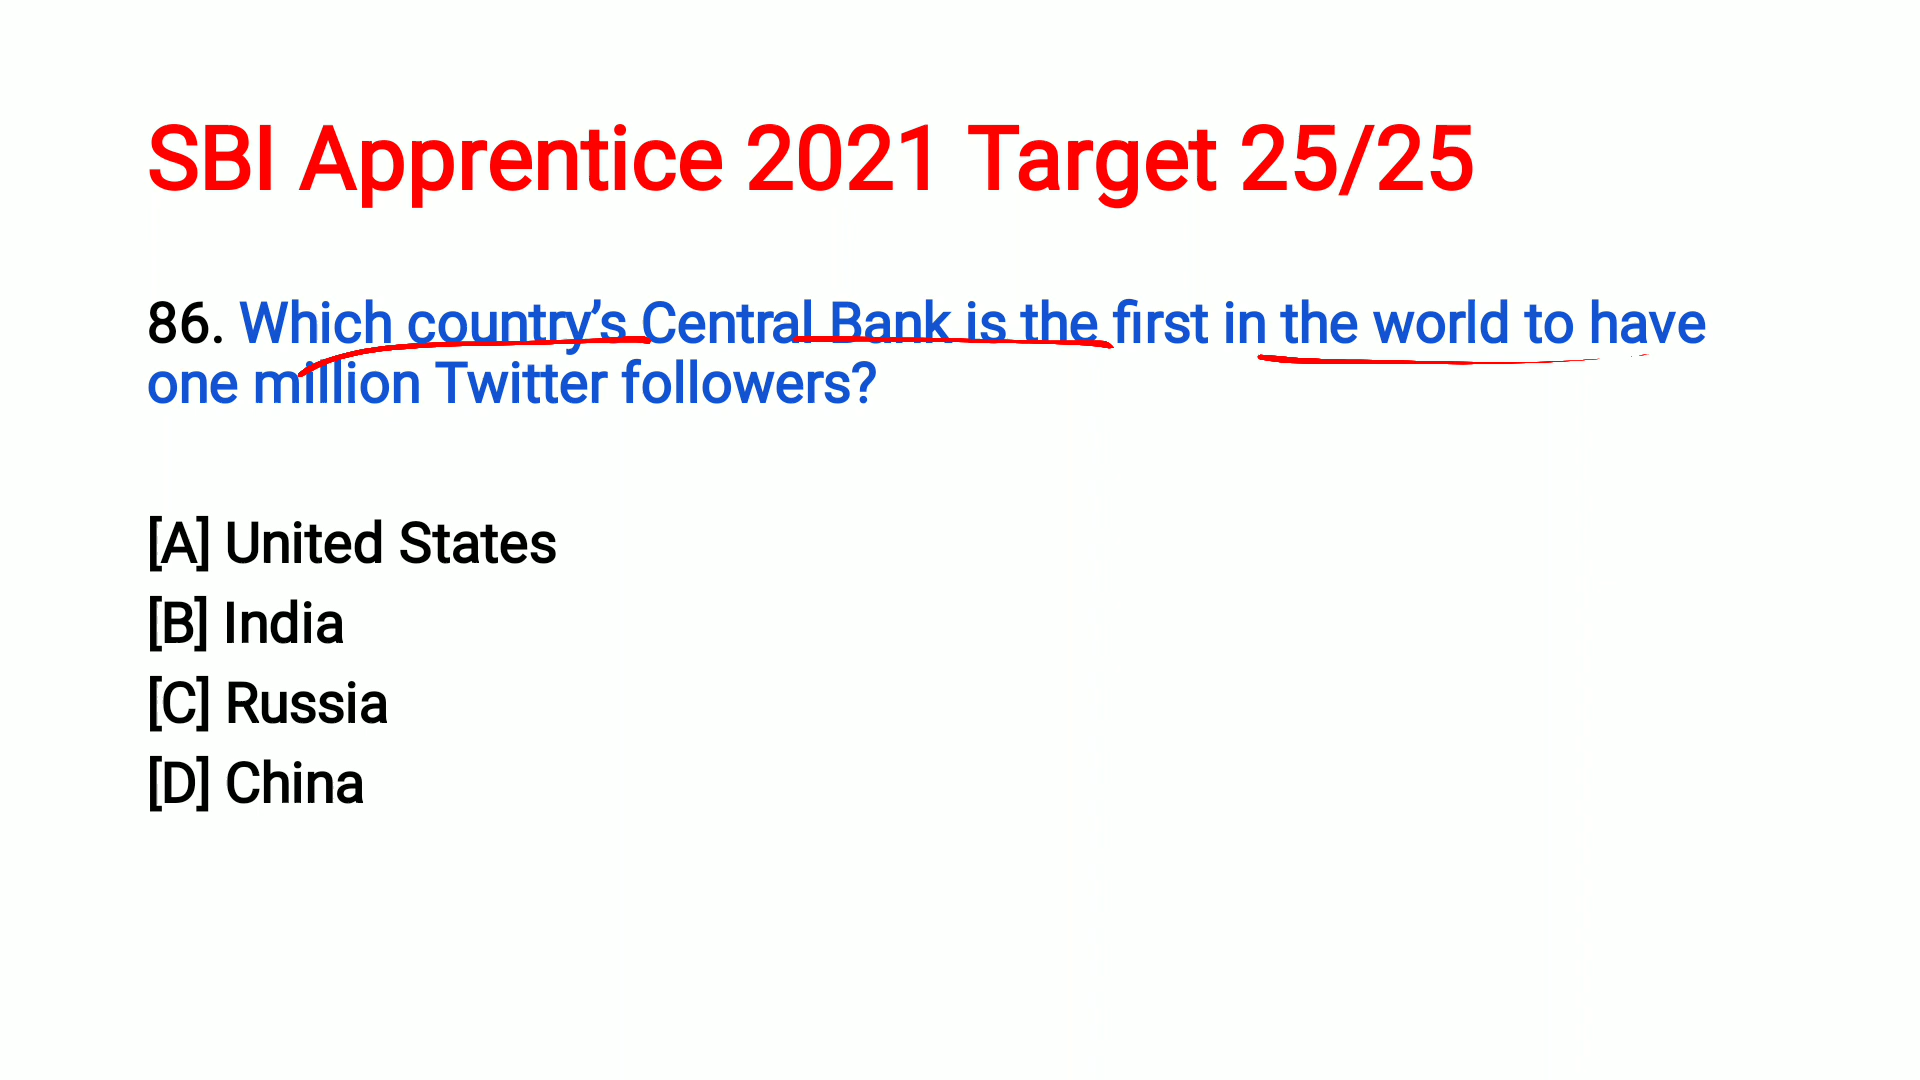 SBI Apprentice 2021 Target 25/25
86. Which country’s Central Bank is the first in the world to have
one million Twitter followers?
[A] United States
[B] India
[C] Russia
[D] China